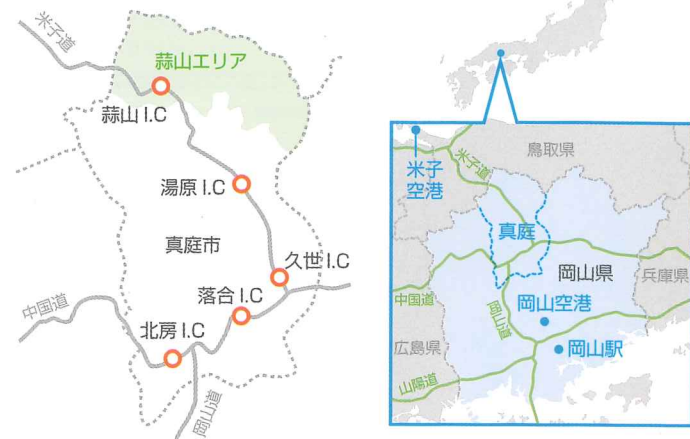 米子道
蒜山エリア
蒜山 I.C
湯原 I.C
真庭市
久世 I.C
落合 I.C
中国道
北房 I.C
岡山道
鳥取県
米子道
米子
空港
真庭
岡山県
兵庫県
中国道
岡山道
岡山空港
広島県
岡山駅
山陽道